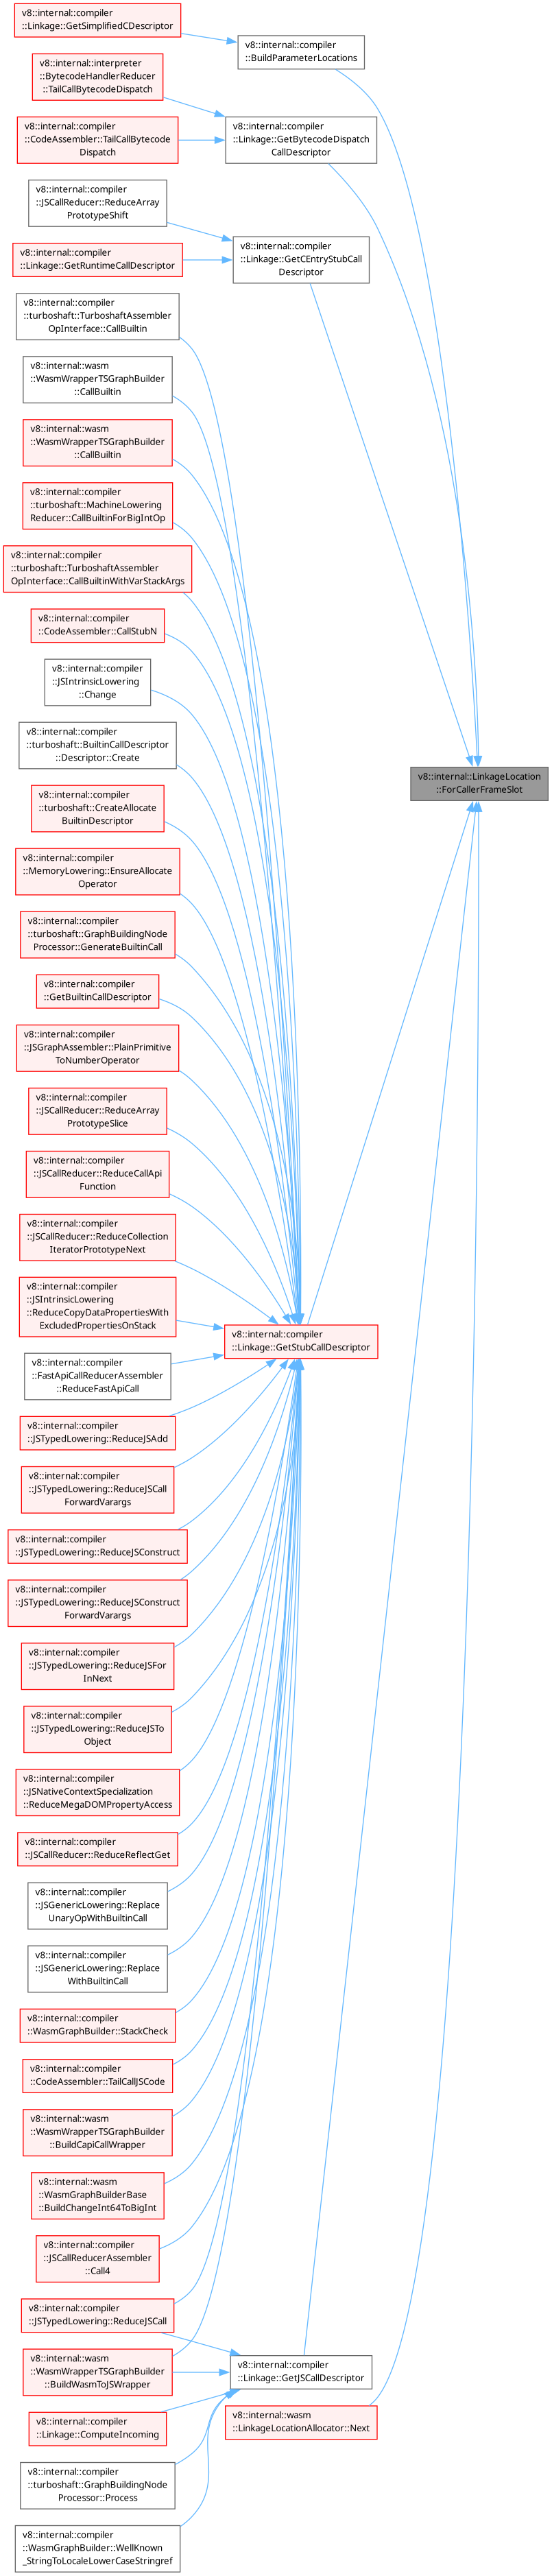 v8::internal::compiler
::Linkage::GetSimplifiedCDescriptor
v8::internal::compiler
::BuildParameterLocations
v8::internal::interpreter
::BytecodeHandlerReducer
::TailCallBytecodeDispatch
v8::internal::compiler
::CodeAssembler::TailCallBytecode
Dispatch
v8::internal::compiler
::Linkage::GetBytecodeDispatch
CallDescriptor
v8::internal::compiler
::JSCallReducer::ReduceArray
PrototypeShift
v8::internal::compiler
::Linkage::GetRuntimeCallDescriptor
v8::internal::compiler
::Linkage::GetCEntryStubCall
Descriptor
v8::internal::compiler
::turboshaft::TurboshaftAssembler
OpInterface::CallBuiltin
v8::internal::wasm
::WasmWrapperTSGraphBuilder
::CallBuiltin
v8::internal::wasm
::WasmWrapperTSGraphBuilder
::CallBuiltin
v8::internal::compiler
::turboshaft::MachineLowering
Reducer::CallBuiltinForBigIntOp
v8::internal::compiler
::turboshaft::TurboshaftAssembler
OpInterface::CallBuiltinWithVarStackArgs
v8::internal::compiler
::CodeAssembler::CallStubN
v8::internal::compiler
::JSIntrinsicLowering
::Change
v8::internal::compiler
::turboshaft::BuiltinCallDescriptor
::Descriptor::Create
v8::internal::LinkageLocation
::ForCallerFrameSlot
v8::internal::compiler
::turboshaft::CreateAllocate
BuiltinDescriptor
v8::internal::compiler
::MemoryLowering::EnsureAllocate
Operator
v8::internal::compiler
::turboshaft::GraphBuildingNode
Processor::GenerateBuiltinCall
v8::internal::compiler
::GetBuiltinCallDescriptor
v8::internal::compiler
::JSGraphAssembler::PlainPrimitive
ToNumberOperator
v8::internal::compiler
::JSCallReducer::ReduceArray
PrototypeSlice
v8::internal::compiler
::JSCallReducer::ReduceCallApi
Function
v8::internal::compiler
::JSCallReducer::ReduceCollection
IteratorPrototypeNext
v8::internal::compiler
::JSIntrinsicLowering
::ReduceCopyDataPropertiesWith
ExcludedPropertiesOnStack
v8::internal::compiler
::Linkage::GetStubCallDescriptor
v8::internal::compiler
::FastApiCallReducerAssembler
::ReduceFastApiCall
v8::internal::compiler
::JSTypedLowering::ReduceJSAdd
v8::internal::compiler
::JSTypedLowering::ReduceJSCall
ForwardVarargs
v8::internal::compiler
::JSTypedLowering::ReduceJSConstruct
v8::internal::compiler
::JSTypedLowering::ReduceJSConstruct
ForwardVarargs
v8::internal::compiler
::JSTypedLowering::ReduceJSFor
InNext
v8::internal::compiler
::JSTypedLowering::ReduceJSTo
Object
v8::internal::compiler
::JSNativeContextSpecialization
::ReduceMegaDOMPropertyAccess
v8::internal::compiler
::JSCallReducer::ReduceReflectGet
v8::internal::compiler
::JSGenericLowering::Replace
UnaryOpWithBuiltinCall
v8::internal::compiler
::JSGenericLowering::Replace
WithBuiltinCall
v8::internal::compiler
::WasmGraphBuilder::StackCheck
v8::internal::compiler
::CodeAssembler::TailCallJSCode
v8::internal::wasm
::WasmWrapperTSGraphBuilder
::BuildCapiCallWrapper
v8::internal::wasm
::WasmGraphBuilderBase
::BuildChangeInt64ToBigInt
v8::internal::compiler
::JSCallReducerAssembler
::Call4
v8::internal::compiler
::JSTypedLowering::ReduceJSCall
v8::internal::wasm
::WasmWrapperTSGraphBuilder
::BuildWasmToJSWrapper
v8::internal::compiler
::Linkage::GetJSCallDescriptor
v8::internal::compiler
::Linkage::ComputeIncoming
v8::internal::wasm
::LinkageLocationAllocator::Next
v8::internal::compiler
::turboshaft::GraphBuildingNode
Processor::Process
v8::internal::compiler
::WasmGraphBuilder::WellKnown
_StringToLocaleLowerCaseStringref